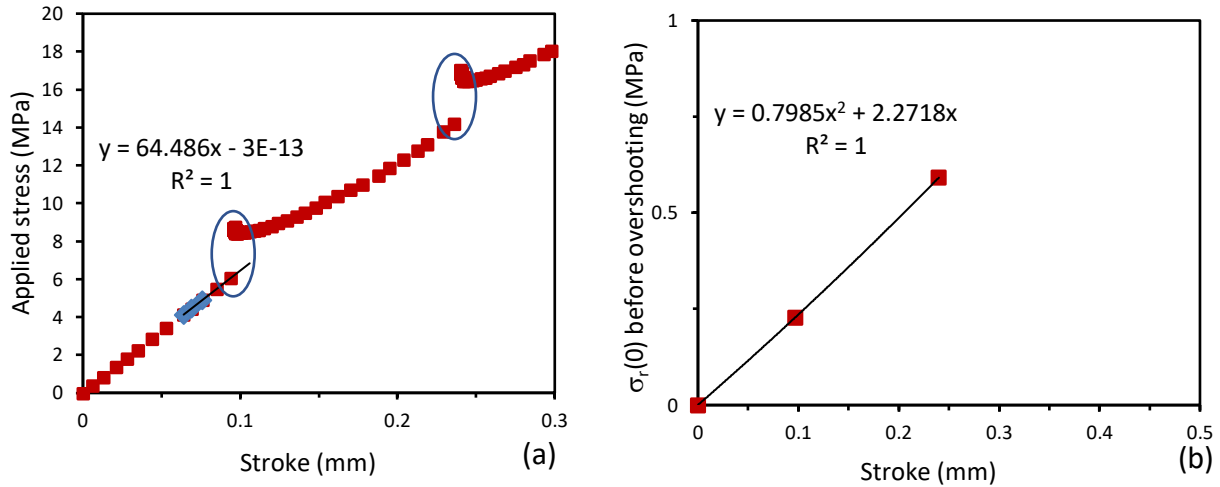 Applied stress (MPa)
20
18
16
14
12
10
8
6
4
2
0
y = 64.486x - 3E-13
R² = 1
0
0.1
0.2
0.3
Stroke (mm)
(a)
σr(0) before overshooting (MPa)
1
0.5
0
y = 0.7985x² + 2.2718x
R² = 1
0
0.1
0.2
0.3
0.4
0.5
Stroke (mm)
(b)